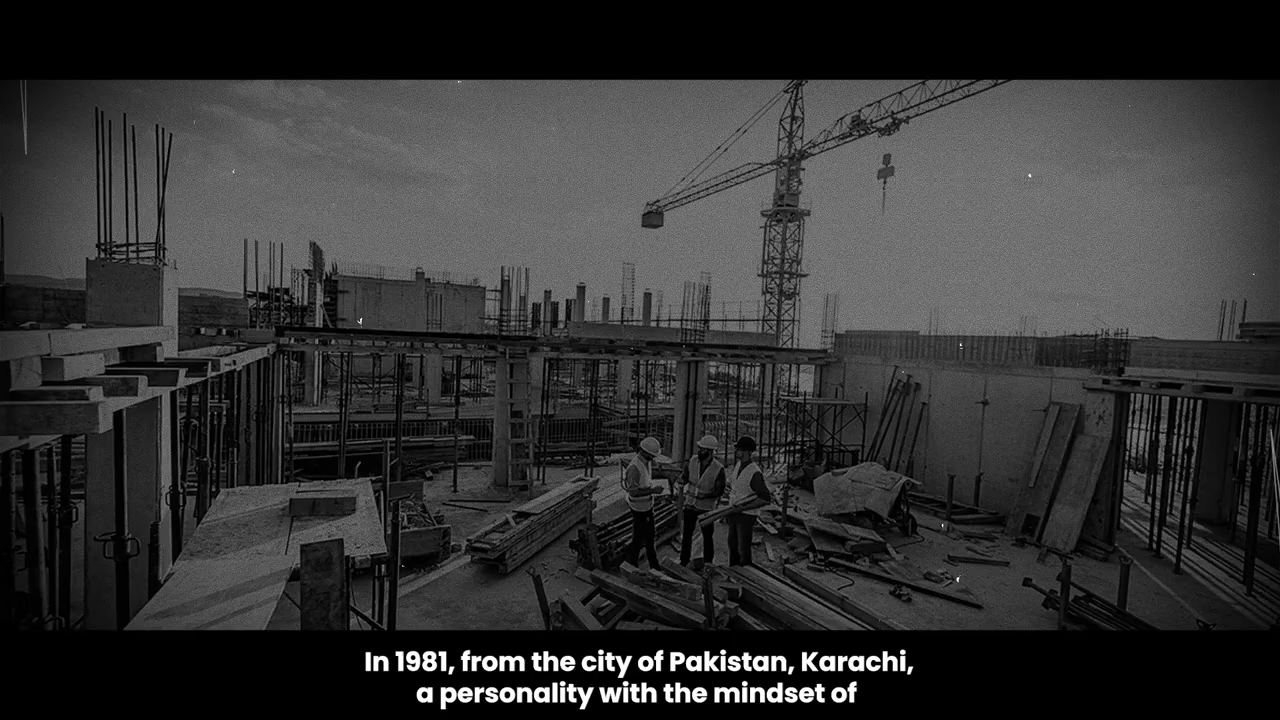 In 1981, from the city of Pakistan, Karachi,
a personality with the mindset of